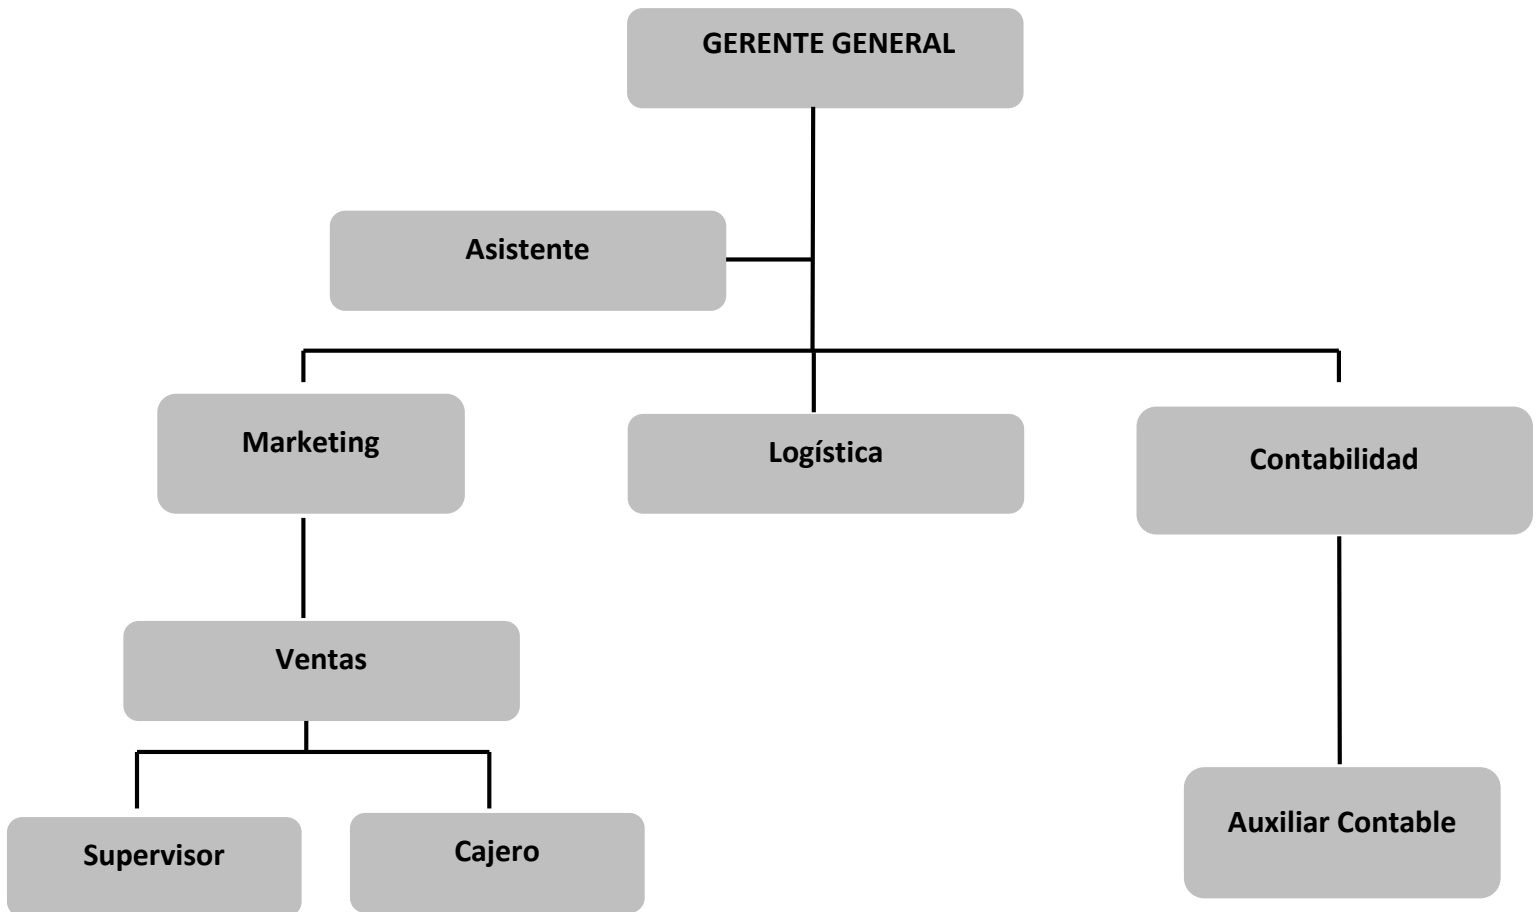 GERENTE GENERAL
Asistente
Marketing
Logística
Contabilidad
Ventas
Supervisor
Cajero
Auxiliar Contable